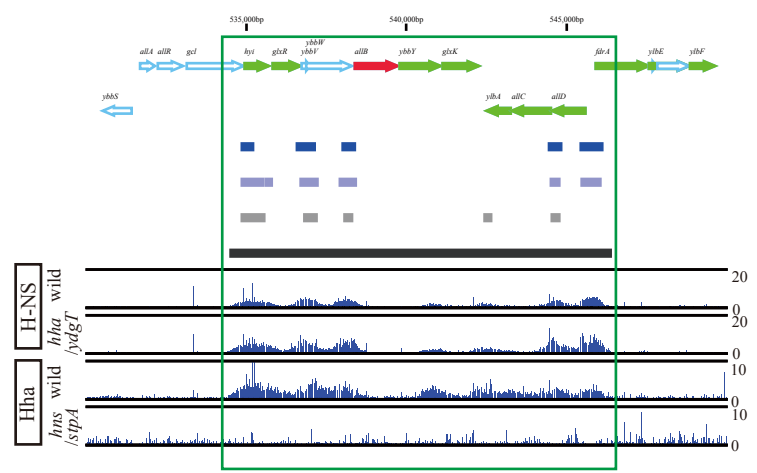 535,000bp 540,000bp 545,000bp
ybbW
allA allR gcl hyi glxR ybbV allB ybbY glxK fdrA ylbE ylbF
ybbS ylbA allC allD
H-NS
wild
20
0
hha
/ydgT
20
0
Hha
wild
10
0
hns
/stpA
10
0